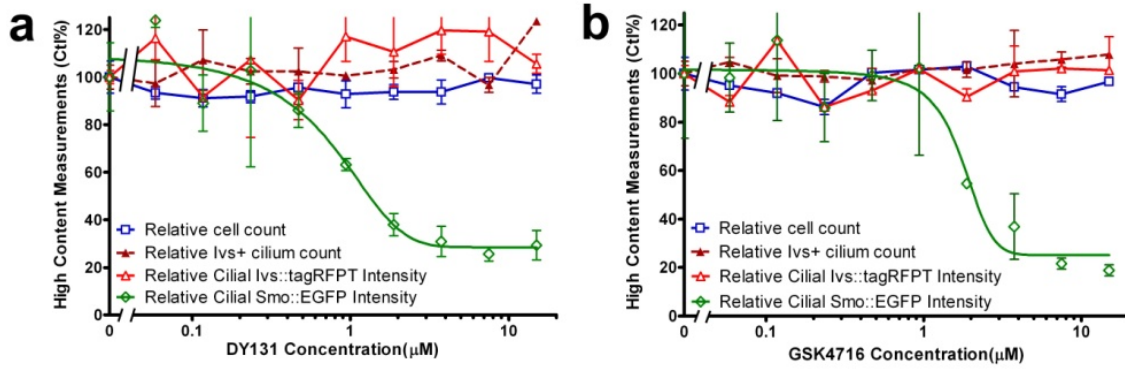 a
High Content Measurements (Ctl%)
120
100
80
60
40
20
0
Relative cell count
Relative Ivs+ cilium count
Relative Cilial Ivs::tagRFPT Intensity
Relative Cilial Smo::EGFP Intensity
0
0.1
1
10
DY131 Concentration(μM)
b
High Content Measurements (Ctl%)
120
100
80
60
40
20
0
Relative cell count
Relative Ivs+ cilium count
Relative Cilial Ivs::tagRFPT Intensity
Relative Cilial Smo::EGFP Intensity
0
0.1
1
10
GSK4716 Concentration(μM)